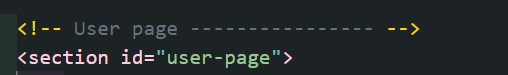 <!-- User page ---------------- -->
<section id="user-page">